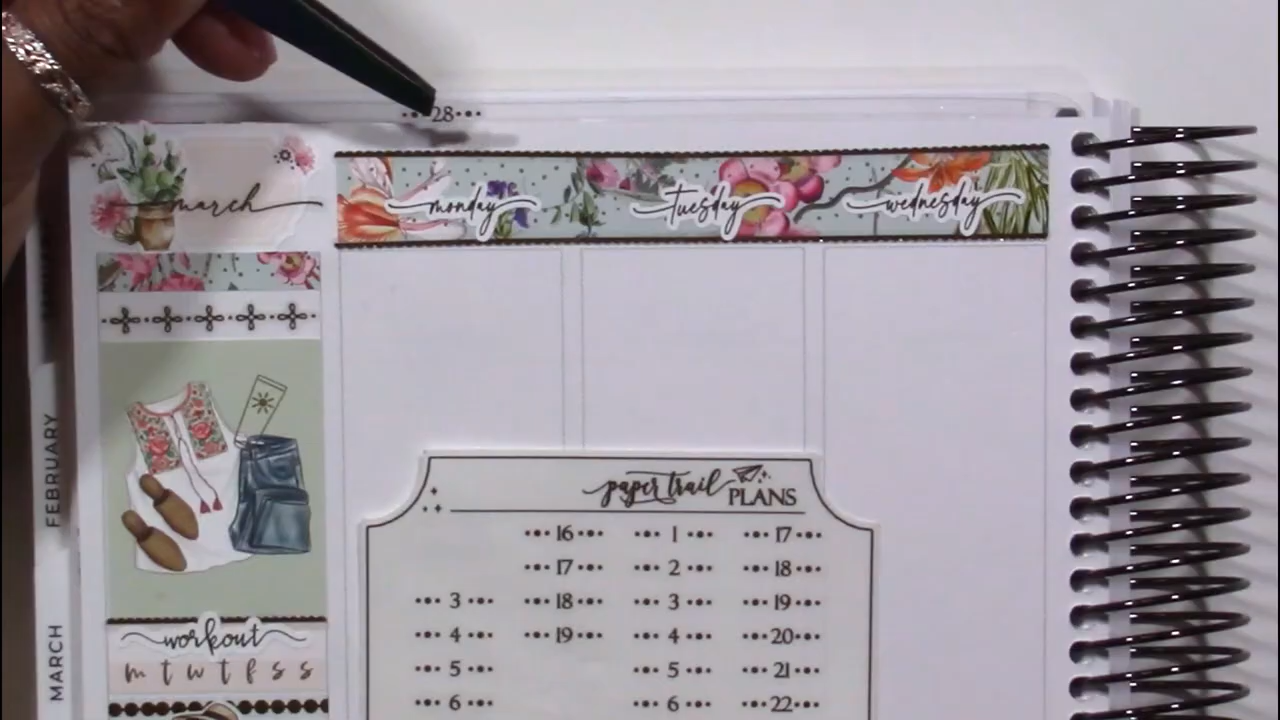 •••28•••
march
monday
tuesday
wednesday
paper trail
PLANS
•••16••• •••1••• •••17•••
•••17••• •••2••• •••18•••
•••3••• •••18••• •••3••• •••19•••
•••4••• •••19••• •••4••• •••20•••
•••5••• •••5••• •••21•••
•••6••• •••6••• •••22•••
workout
m t w t f s s
FEBRUARY
MARCH